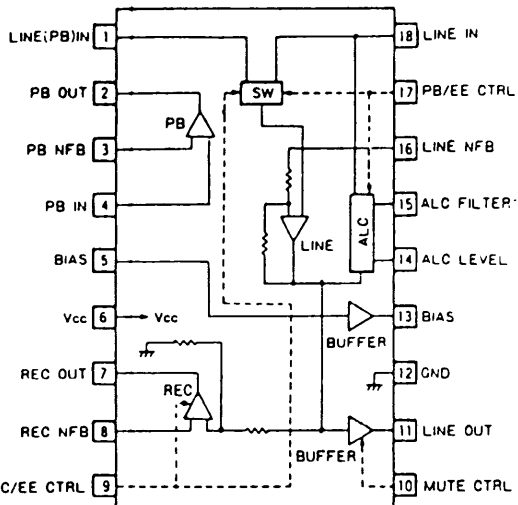 LINE(PB)IN 1
PB OUT 2
PB NFB 3
PB IN 4
BIAS 5
Vcc 6
REC OUT 7
REC NFB 8
C/EE CTRL 9
18 LINE IN
17 PB/EE CTRL
16 LINE NFB
15 ALC FILTER
14 ALC LEVEL
13 BIAS
12 GND
11 LINE OUT
10 MUTE CTRL
SW
PB
LINE
ALC
Vcc
BUFFER
REC
BUFFER